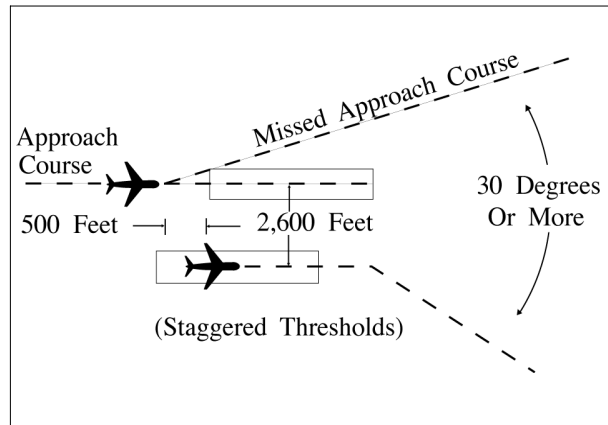 Missed Approach Course
Approach
Course
30 Degrees
Or More
500 Feet
2,600 Feet
(Staggered Thresholds)